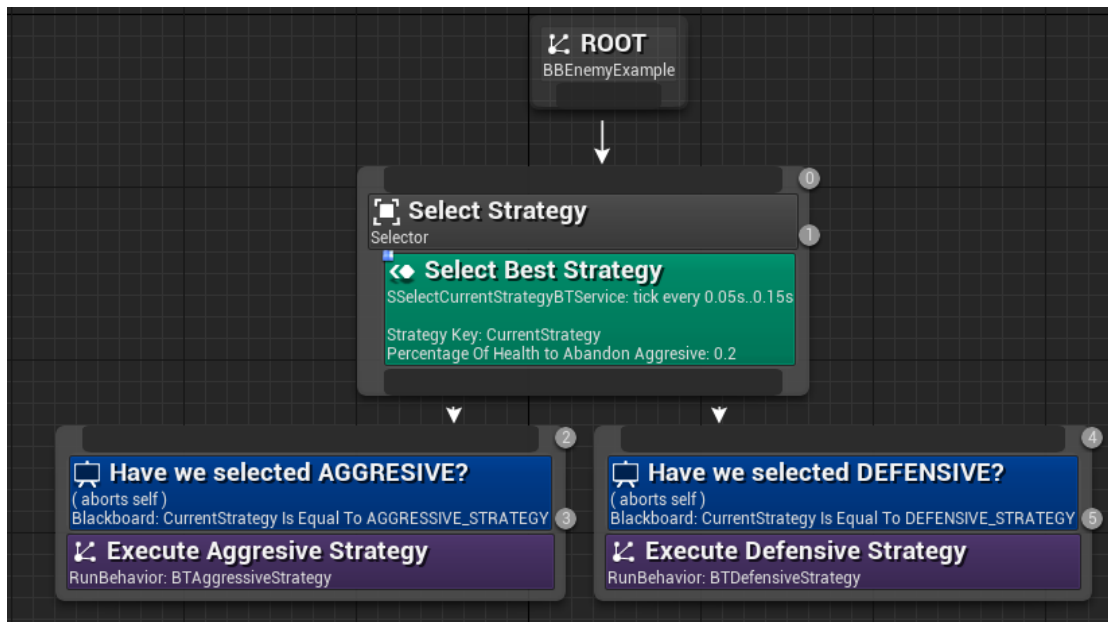 ROOT
BBEnemyExample
0
Select Strategy
Selector
1
Select Best Strategy
SSelectCurrentStrategyBTService: tick every 0.05s..0.15s
Strategy Key: CurrentStrategy
Percentage Of Health to Abandon Aggresive: 0.2
2
Have we selected AGGRESIVE?
( aborts self )
Blackboard: CurrentStrategy Is Equal To AGGRESSIVE_STRATEGY
3
Execute Aggresive Strategy
RunBehavior: BTAggressiveStrategy
4
Have we selected DEFENSIVE?
( aborts self )
Blackboard: CurrentStrategy Is Equal To DEFENSIVE_STRATEGY
5
Execute Defensive Strategy
RunBehavior: BTDefensiveStrategy